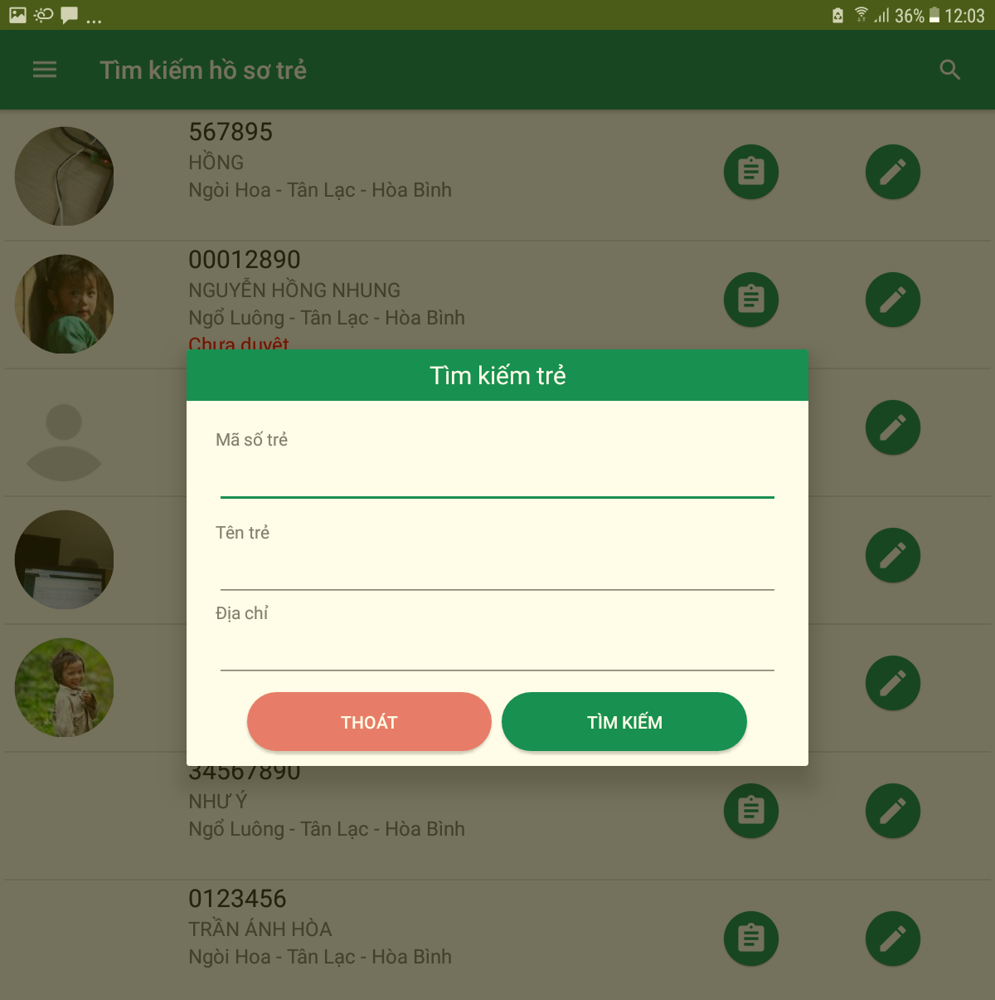 ... 36% 12:03
Tìm kiếm hồ sơ trẻ
567895
HỒNG
Ngòi Hoa - Tân Lạc - Hòa Bình
00012890
NGUYỄN HỒNG NHUNG
Ngổ Luông - Tân Lạc - Hòa Bình
Chưa duyệt
Tìm kiếm trẻ
Mã số trẻ
Tên trẻ
Địa chỉ
THOÁT TÌM KIẾM
34567890
NHƯ Ý
Ngổ Luông - Tân Lạc - Hòa Bình
0123456
TRẦN ÁNH HÒA
Ngòi Hoa - Tân Lạc - Hòa Bình